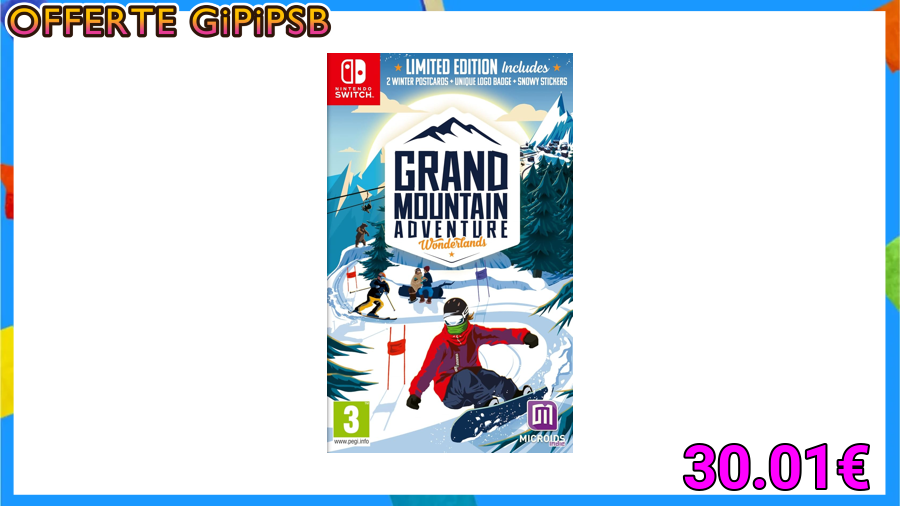 OFFERTE GiPiPSB
NINTENDO
SWITCH.
LIMITED EDITION Includes
2 WINTER POSTCARDS + UNIQUE LOGO BADGE + SNOWY STICKERS
GRAND
MOUNTAIN
ADVENTURE
Wonderlands
3
www.pegi.info
MICROIDS
indie
30.01€